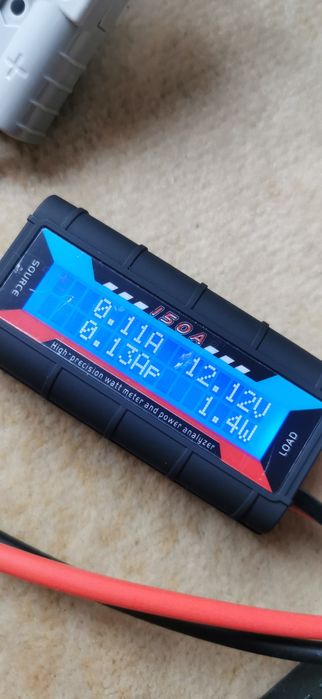 +
SOURCE
150A
0.11A 12.12V
0.13Ah 1.4W
High-precision watt meter and power analyzer
LOAD